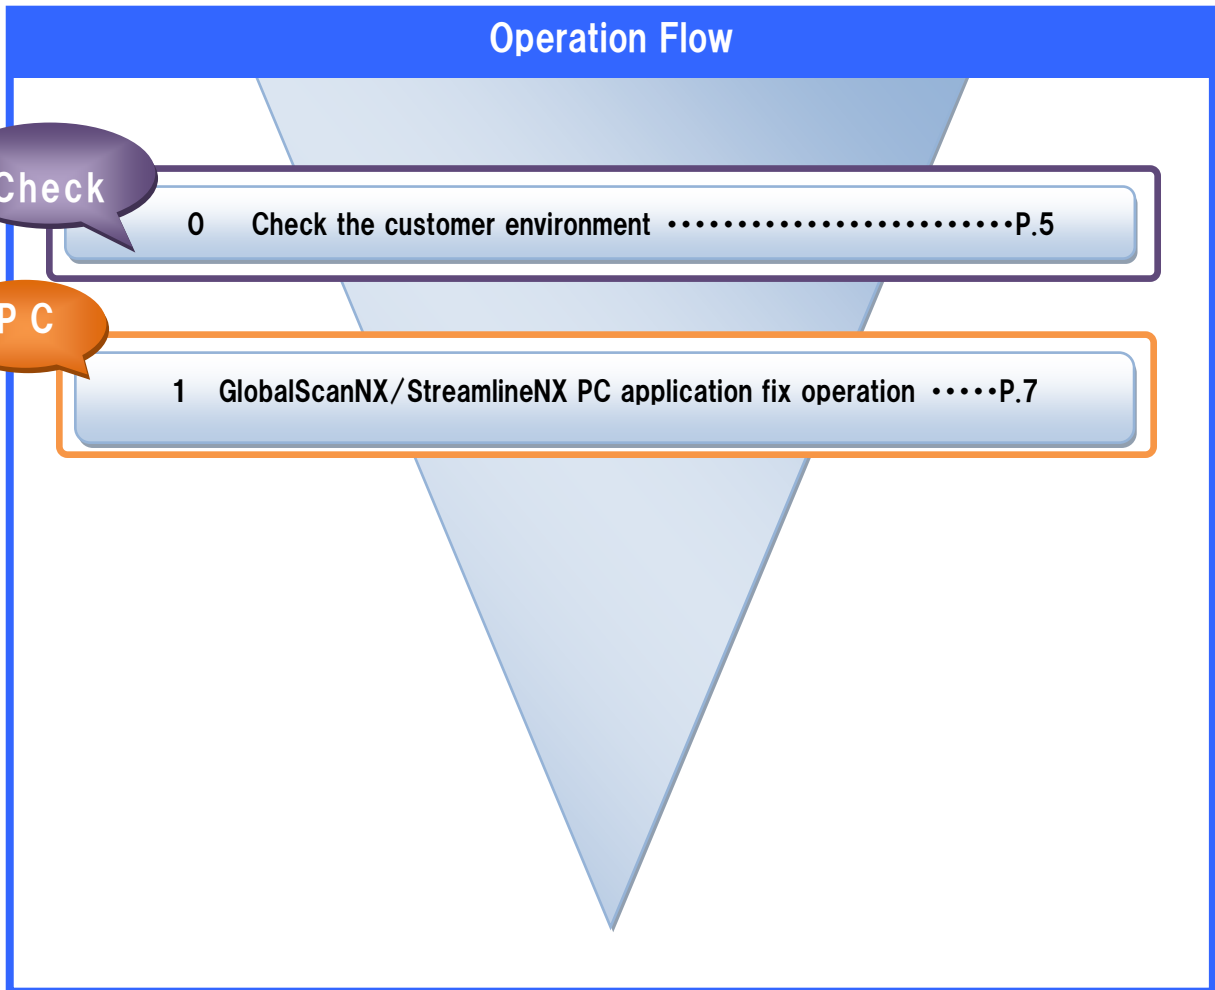 Operation Flow
Check
0 Check the customer environment ‥‥‥‥‥‥‥‥‥‥‥‥‥P.5
P C
1 GlobalScanNX/StreamlineNX PC application fix operation ‥‥‥P.7